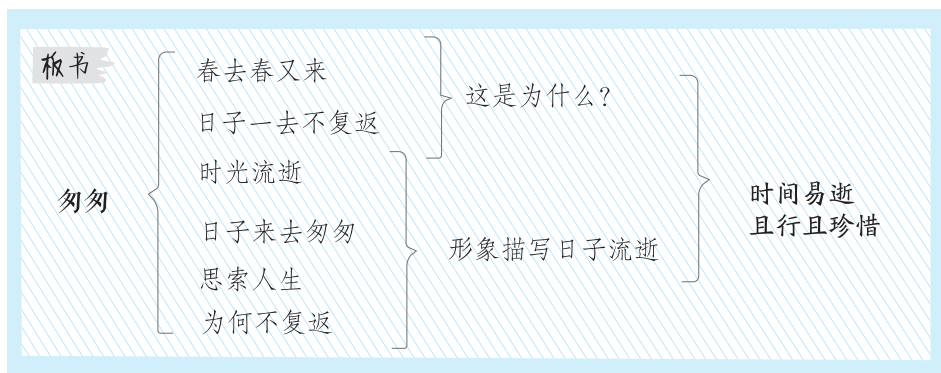 板书
匆匆
春去春又来
日子一去不复返
时光流逝
日子来去匆匆
思索人生
为何不复返
这是为什么？
形象描写日子流逝
时间易逝
且行且珍惜